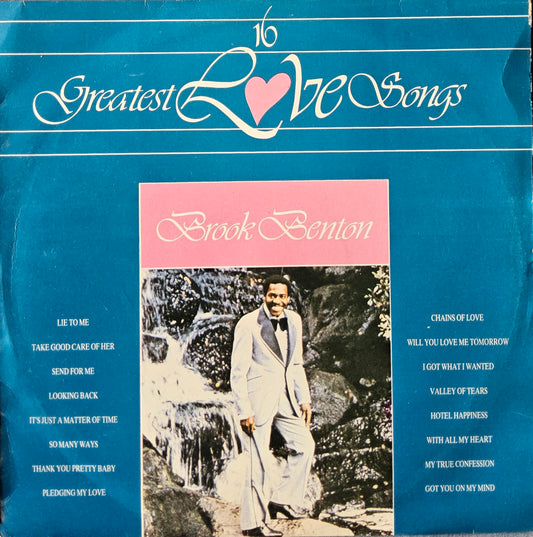 16
Greatest Love Songs
Brook Benton
LIE TO ME
TAKE GOOD CARE OF HER
SEND FOR ME
LOOKING BACK
IT'S JUST A MATTER OF TIME
SO MANY WAYS
THANK YOU PRETTY BABY
PLEDGING MY LOVE
CHAINS OF LOVE
WILL YOU LOVE ME TOMORROW
I GOT WHAT I WANTED
VALLEY OF TEARS
HOTEL HAPPINESS
WITH ALL MY HEART
MY TRUE CONFESSION
GOT YOU ON MY MIND